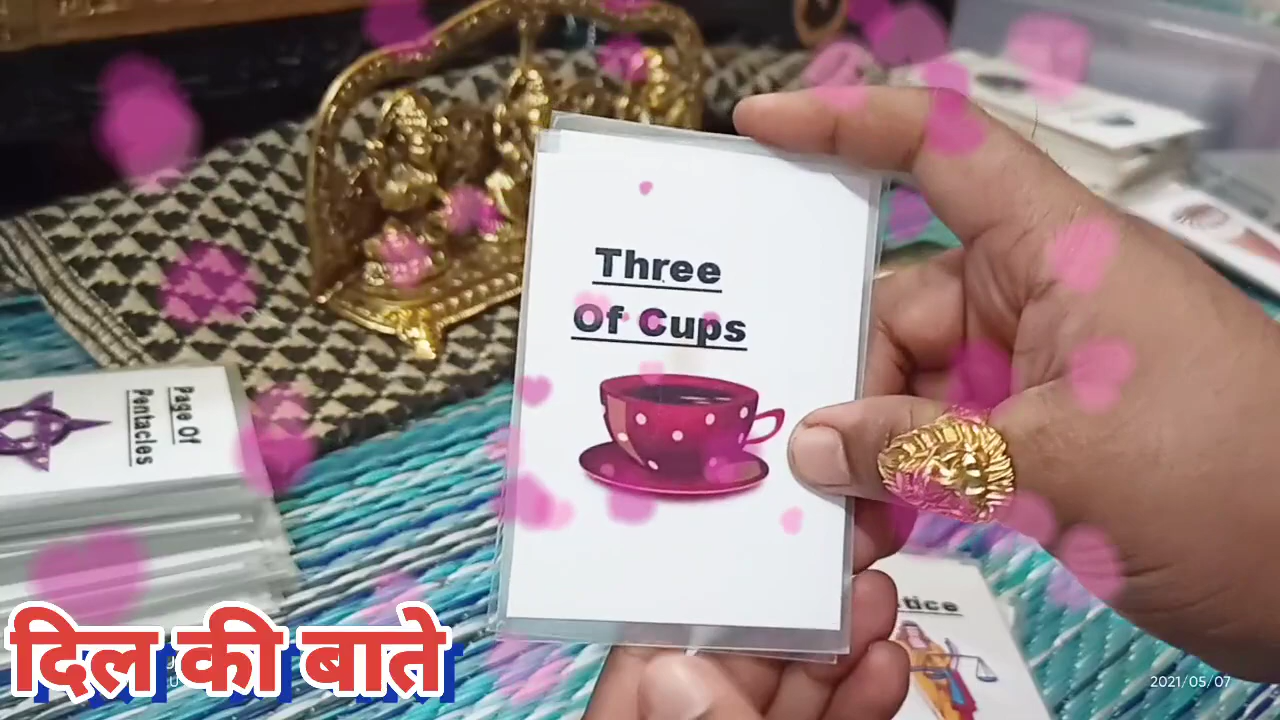 Three
Of Cups
Page Of
Pentacles
दिल की बाते
2021/05/07